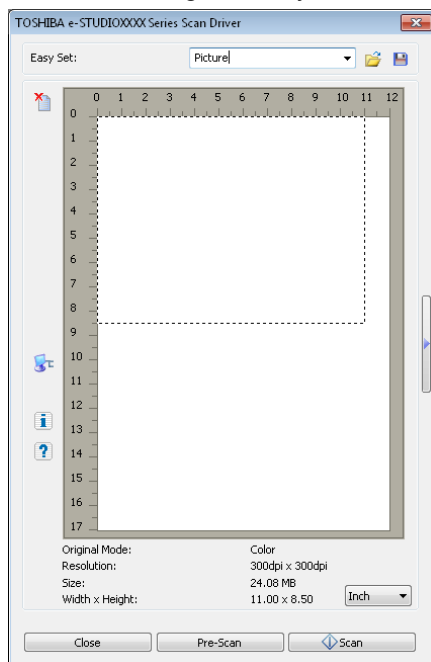 TOSHIBA e-STUDIOXXXX Series Scan Driver
Easy Set: Picture
0 1 2 3 4 5 6 7 8 9 10 11 12
0
1
2
3
4
5
6
7
8
9
10
11
12
13
14
15
16
17
Original Mode: Color
Resolution: 300dpi x 300dpi
Size: 24.08 MB
Width x Height: 11.00 x 8.50 Inch
Close Pre-Scan Scan